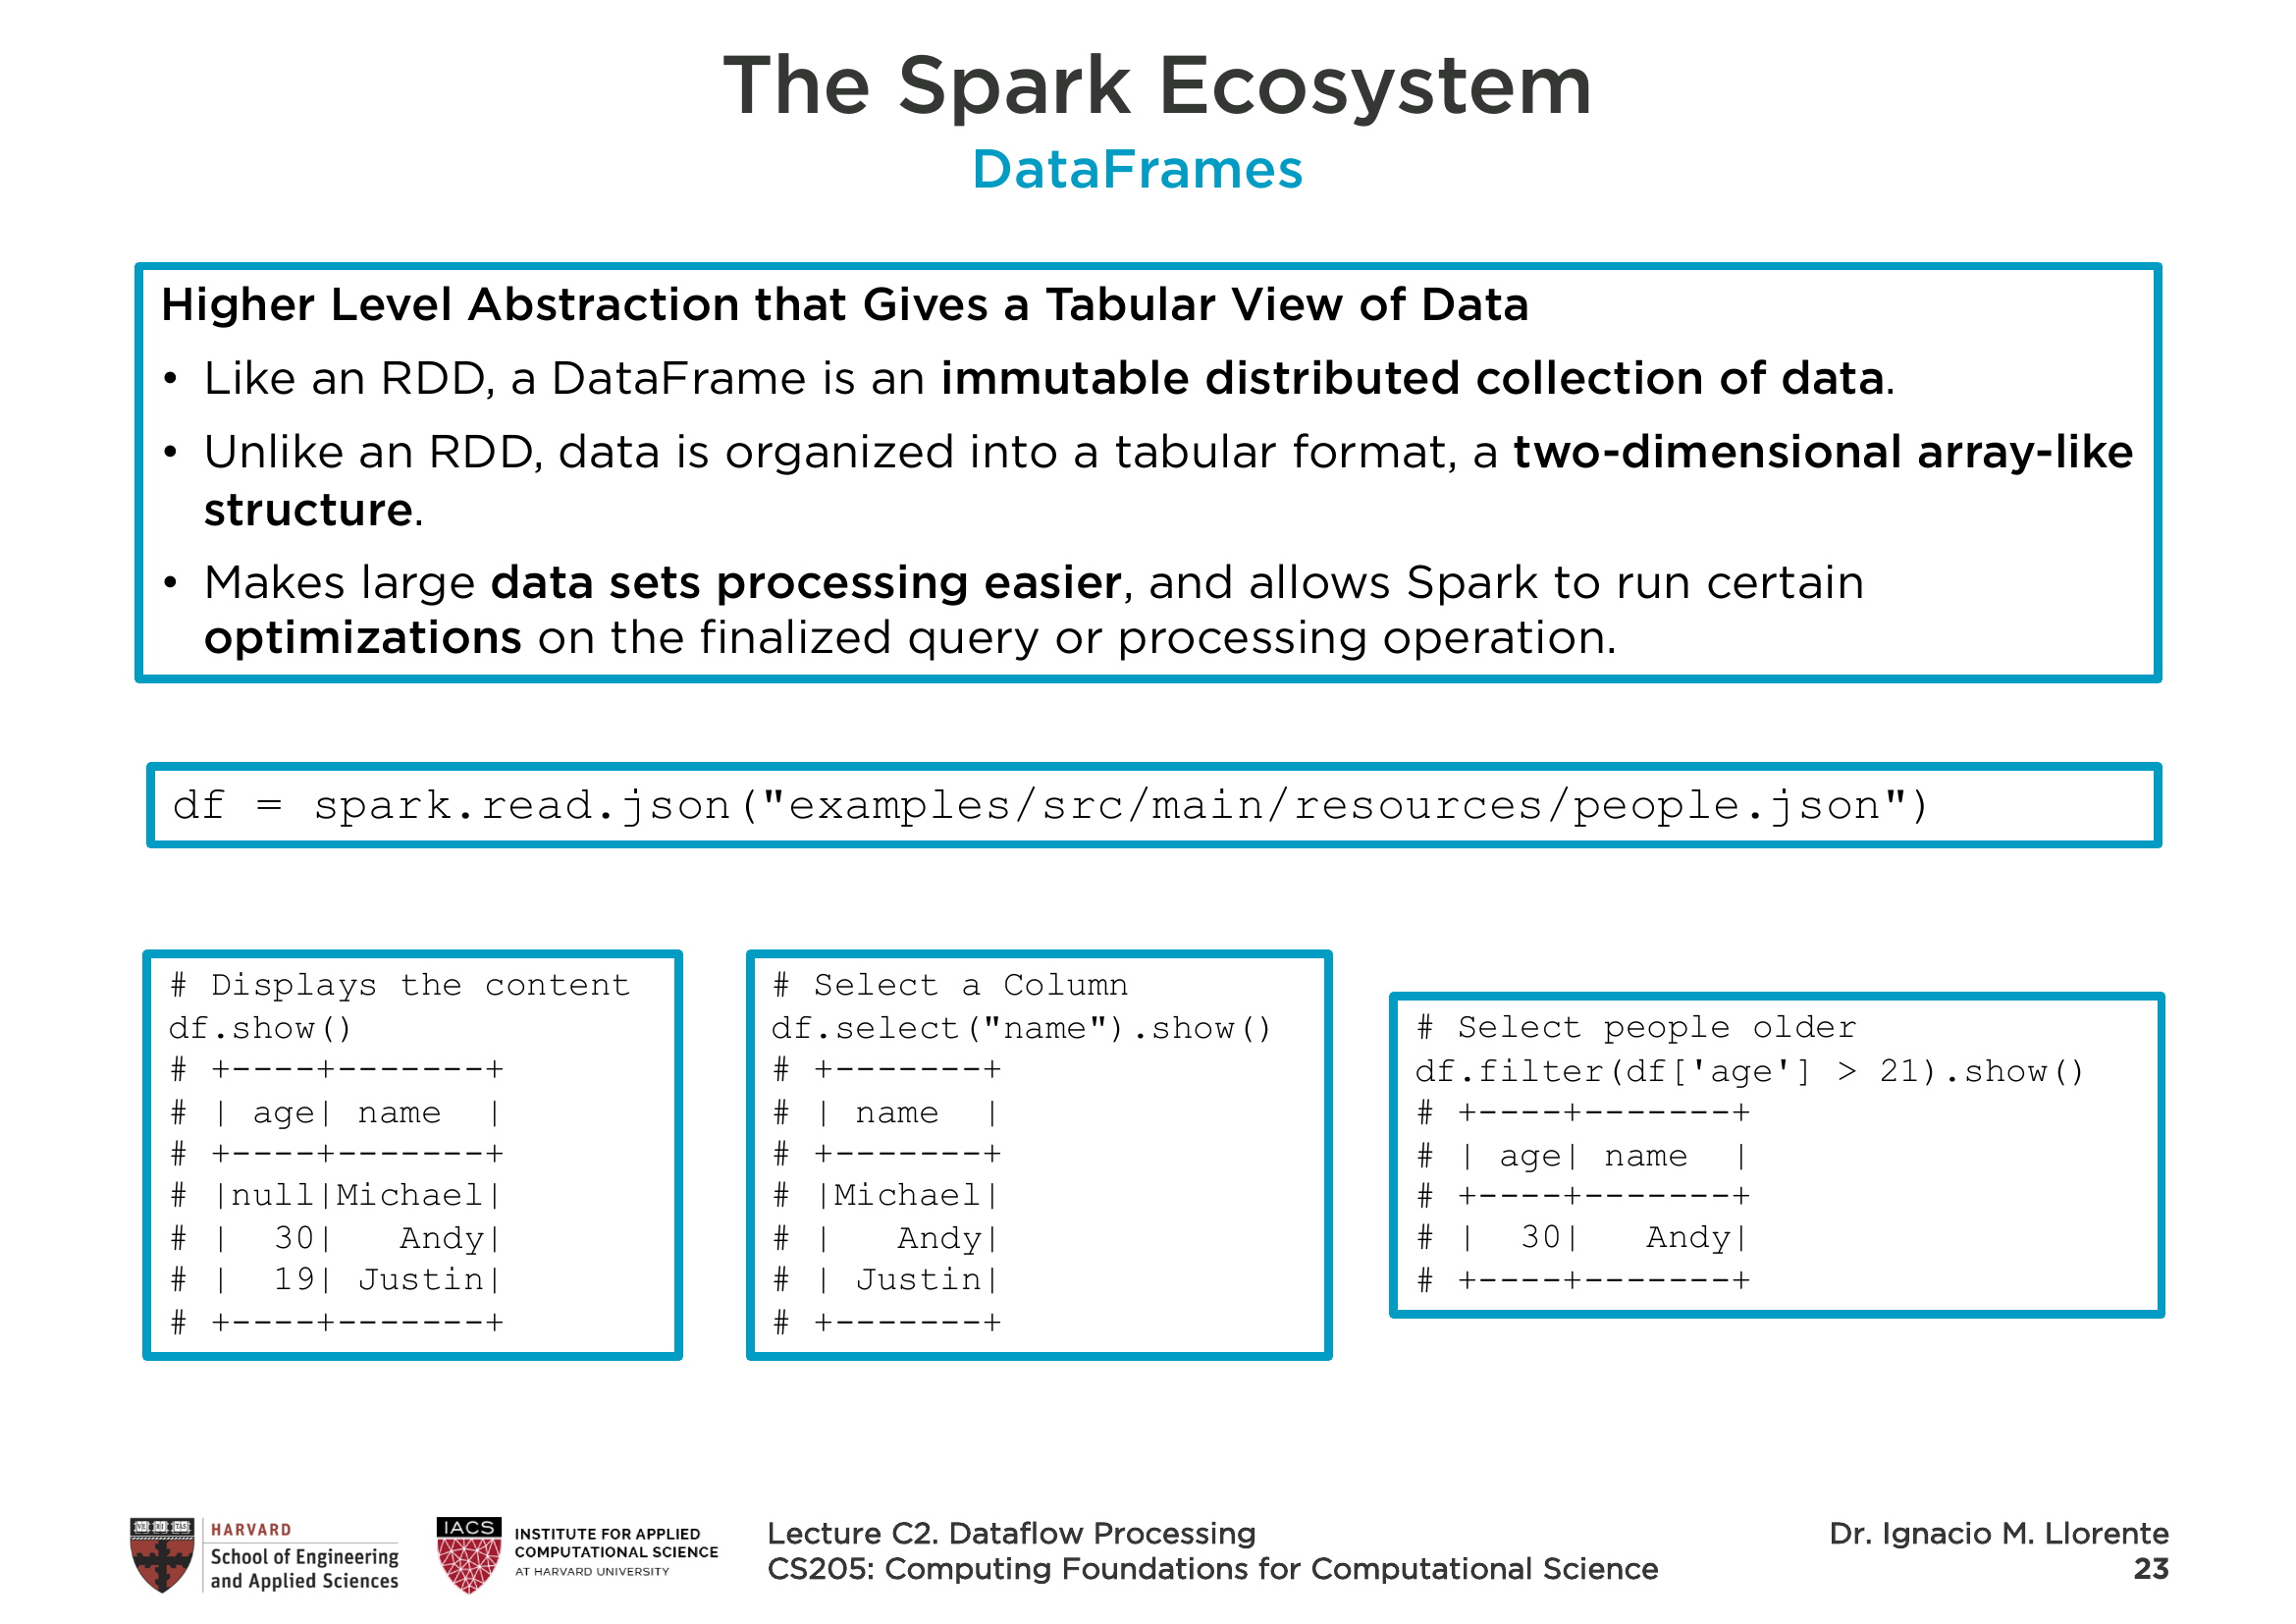 The Spark Ecosystem
DataFrames
Higher Level Abstraction that Gives a Tabular View of Data
• Like an RDD, a DataFrame is an immutable distributed collection of data.
• Unlike an RDD, data is organized into a tabular format, a two-dimensional array-like
structure.
• Makes large data sets processing easier, and allows Spark to run certain
optimizations on the finalized query or processing operation.
df = spark.read.json("examples/src/main/resources/people.json")
# Displays the content
df.show()
# +----+-------+
# | age| name  |
# +----+-------+
# |null|Michael|
# |  30|   Andy|
# |  19| Justin|
# +----+-------+
# Select a Column
df.select("name").show()
# +-------+
# | name  |
# +-------+
# |Michael|
# |   Andy|
# | Justin|
# +-------+
# Select people older
df.filter(df['age'] > 21).show()
# +----+-------+
# | age| name  |
# +----+-------+
# |  30|   Andy|
# +----+-------+
VE RI TAS
HARVARD
School of Engineering
and Applied Sciences
IACS
INSTITUTE FOR APPLIED
COMPUTATIONAL SCIENCE
AT HARVARD UNIVERSITY
Lecture C2. Dataflow Processing
CS205: Computing Foundations for Computational Science
Dr. Ignacio M. Llorente
23